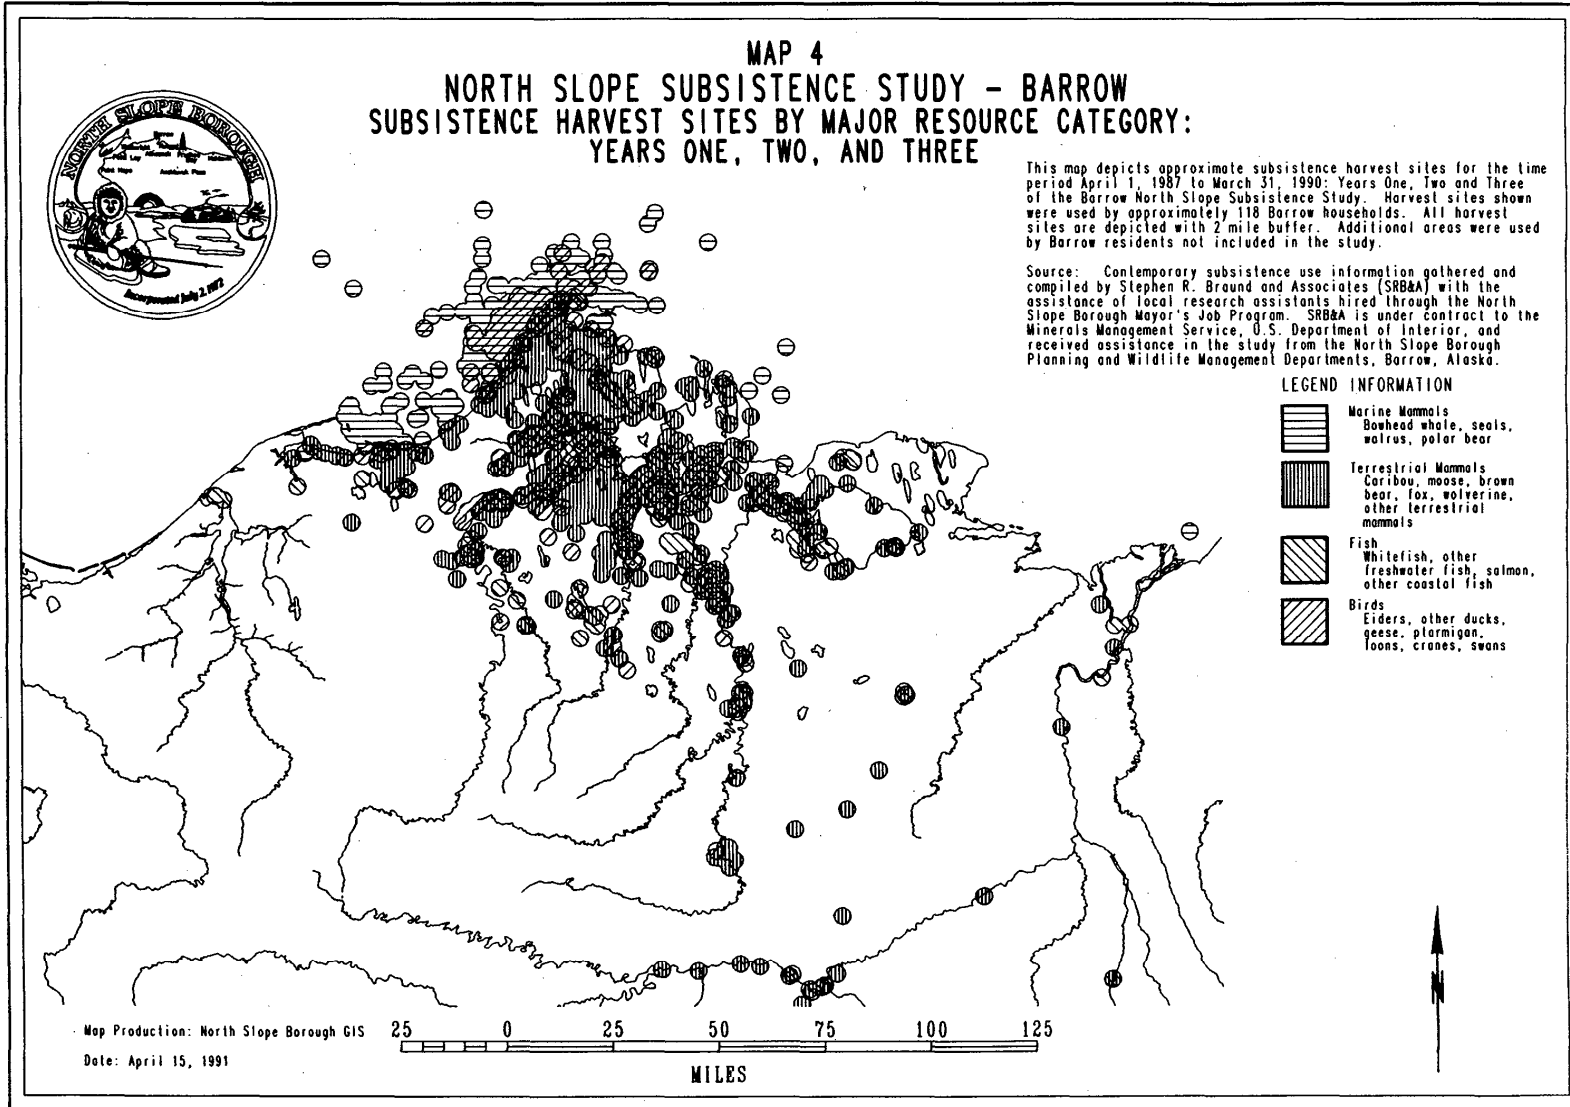 MAP 4
NORTH SLOPE SUBSISTENCE STUDY - BARROW
SUBSISTENCE HARVEST SITES BY MAJOR RESOURCE CATEGORY:
YEARS ONE, TWO, AND THREE
NORTH SLOPE BOROUGH
Barrow
Point Lay
Point Hope
Anaktuvuk Pass
Incorporated July 2, 1972
This map depicts approximate subsistence harvest sites for the time
period April 1, 1987 to March 31, 1990: Years One, Two and Three
of the Barrow North Slope Subsistence Study. Harvest sites shown
were used by approximately 118 Barrow households. All harvest
sites are depicted with 2 mile buffer. Additional areas were used
by Barrow residents not included in the study.
Source: Contemporary subsistence use information gathered and
compiled by Stephen R. Braund and Associates (SRB&A) with the
assistance of local research assistants hired through the North
Slope Borough Mayor's Job Program. SRB&A is under contract to the
Minerals Management Service, U.S. Department of Interior, and
received assistance in the study from the North Slope Borough
Planning and Wildlife Management Departments, Barrow, Alaska.
LEGEND INFORMATION
Marine Mammals
Bowhead whale, seals,
walrus, polar bear
Terrestrial Mammals
Caribou, moose, brown
bear, fox, wolverine,
other terrestrial
mammals
Fish
Whitefish, other
freshwater fish, salmon,
other coastal fish
Birds
Eiders, other ducks,
geese, ptarmigan,
loons, cranes, swans
Map Production: North Slope Borough GIS
Date: April 15, 1991
25 0 25 50 75 100 125
MILES
N